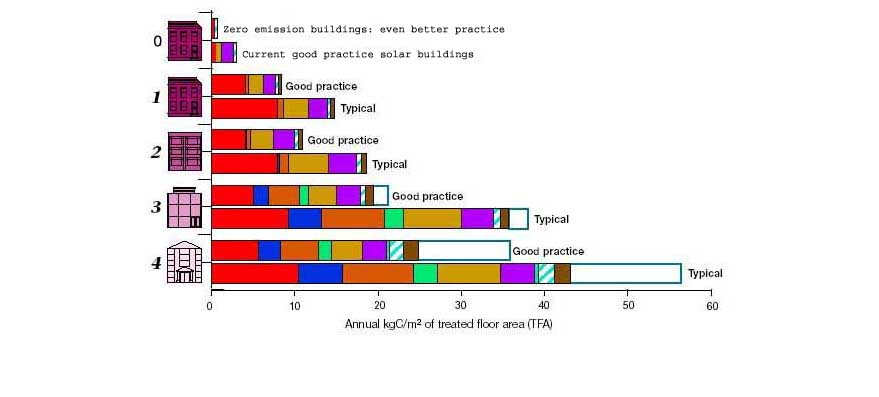 0
Zero emission buildings: even better practice
Current good practice solar buildings
1
Good practice
Typical
2
Good practice
Typical
3
Good practice
Typical
4
Good practice
Typical
0 10 20 30 40 50 60
Annual kgC/m² of treated floor area (TFA)